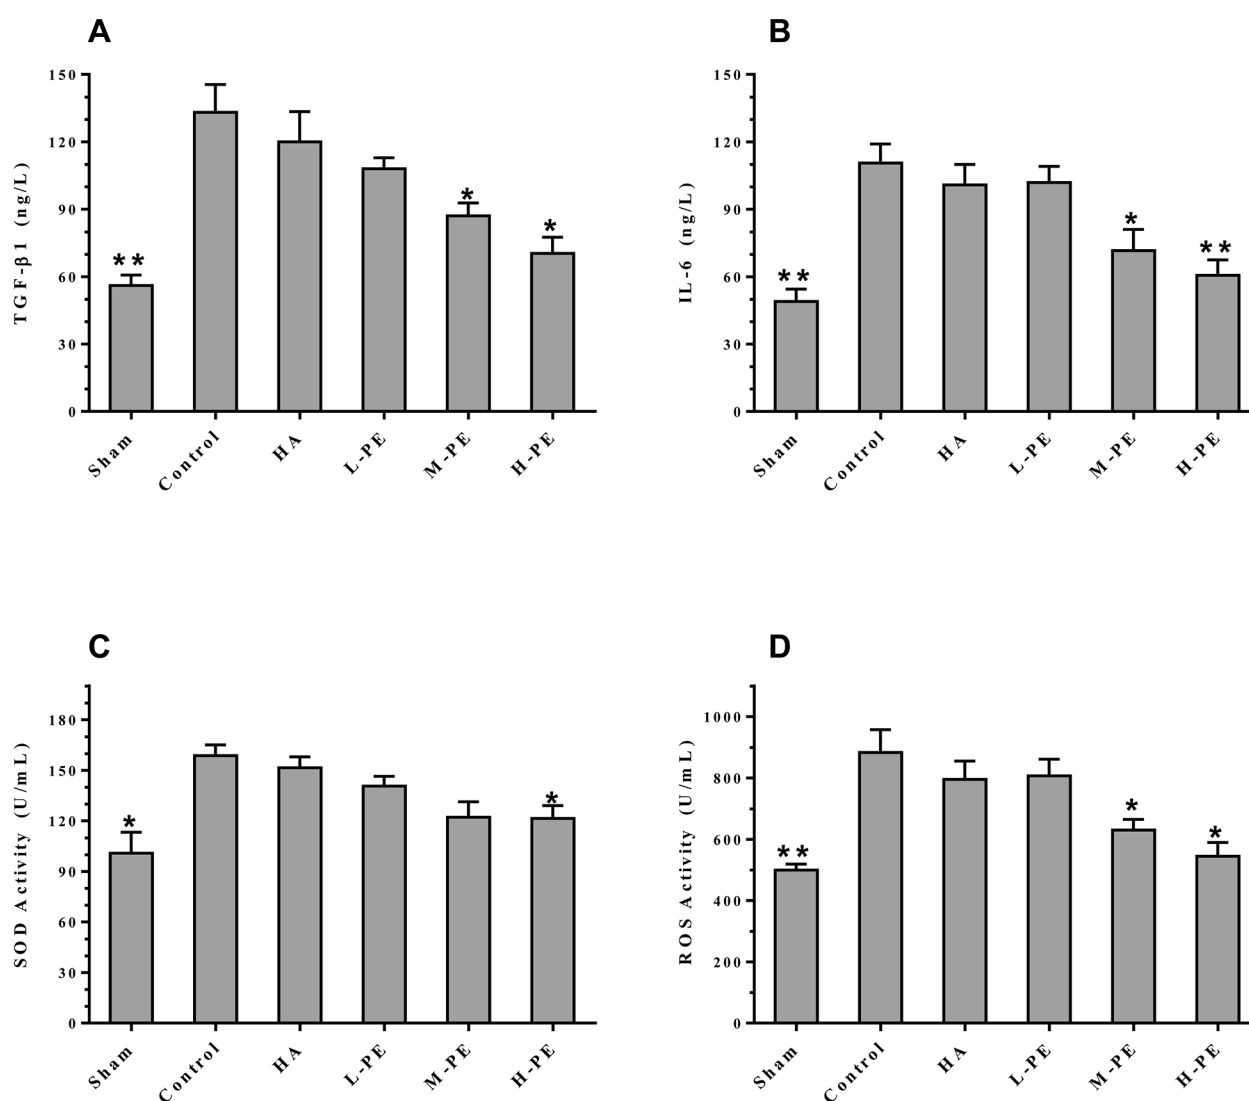 A
TGF-β1 (ng/L)
150
120
90
60
30
0
**
*
*
Sham
Control
HA
L-PE
M-PE
H-PE
B
IL-6 (ng/L)
150
120
90
60
30
0
**
*
**
Sham
Control
HA
L-PE
M-PE
H-PE
C
SOD Activity (U/mL)
180
150
120
90
60
30
0
*
*
Sham
Control
HA
L-PE
M-PE
H-PE
D
ROS Activity (U/mL)
1000
800
600
400
200
0
**
*
*
Sham
Control
HA
L-PE
M-PE
H-PE